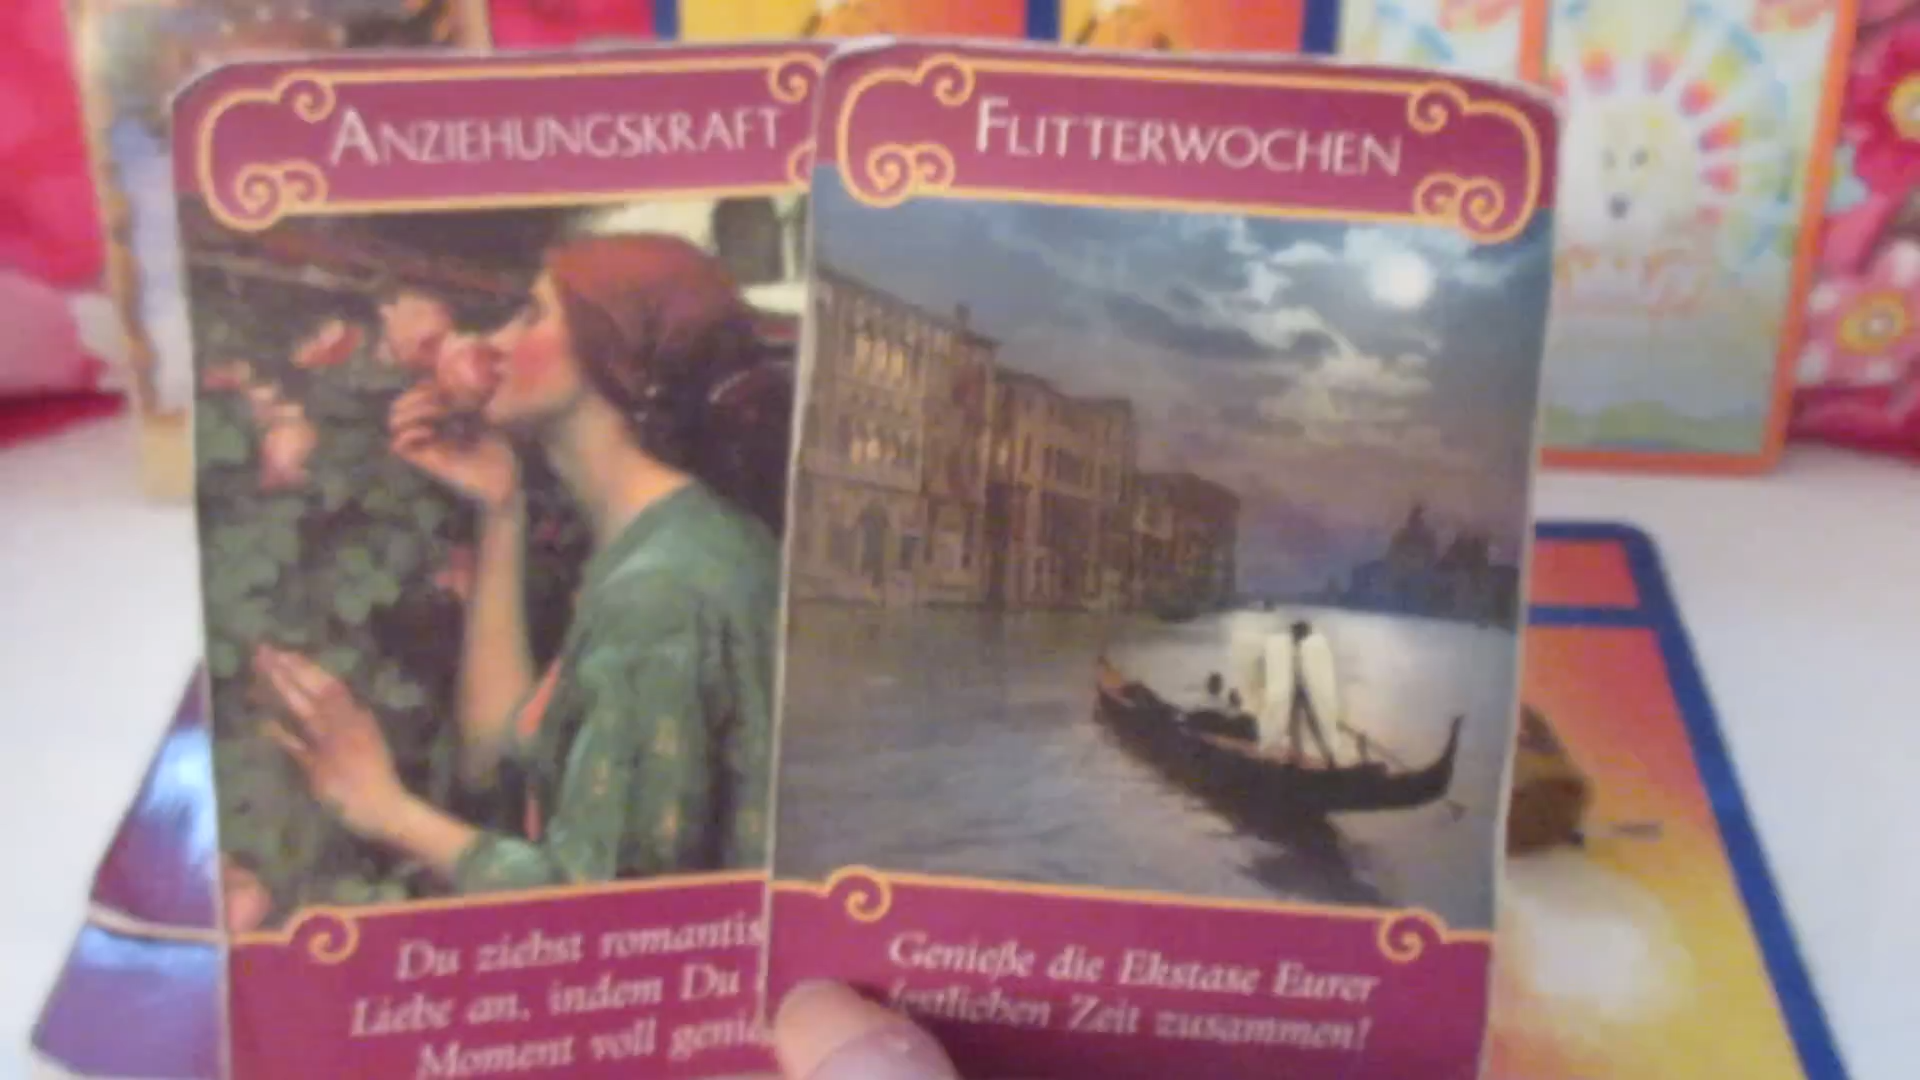 ANZIEHUNGSKRAFT
Du ziehst romantis
Liebe an, indem Du
Moment voll genie
FLITTERWOCHEN
Genieße die Ekstase Eurer
festlichen Zeit zusammen!